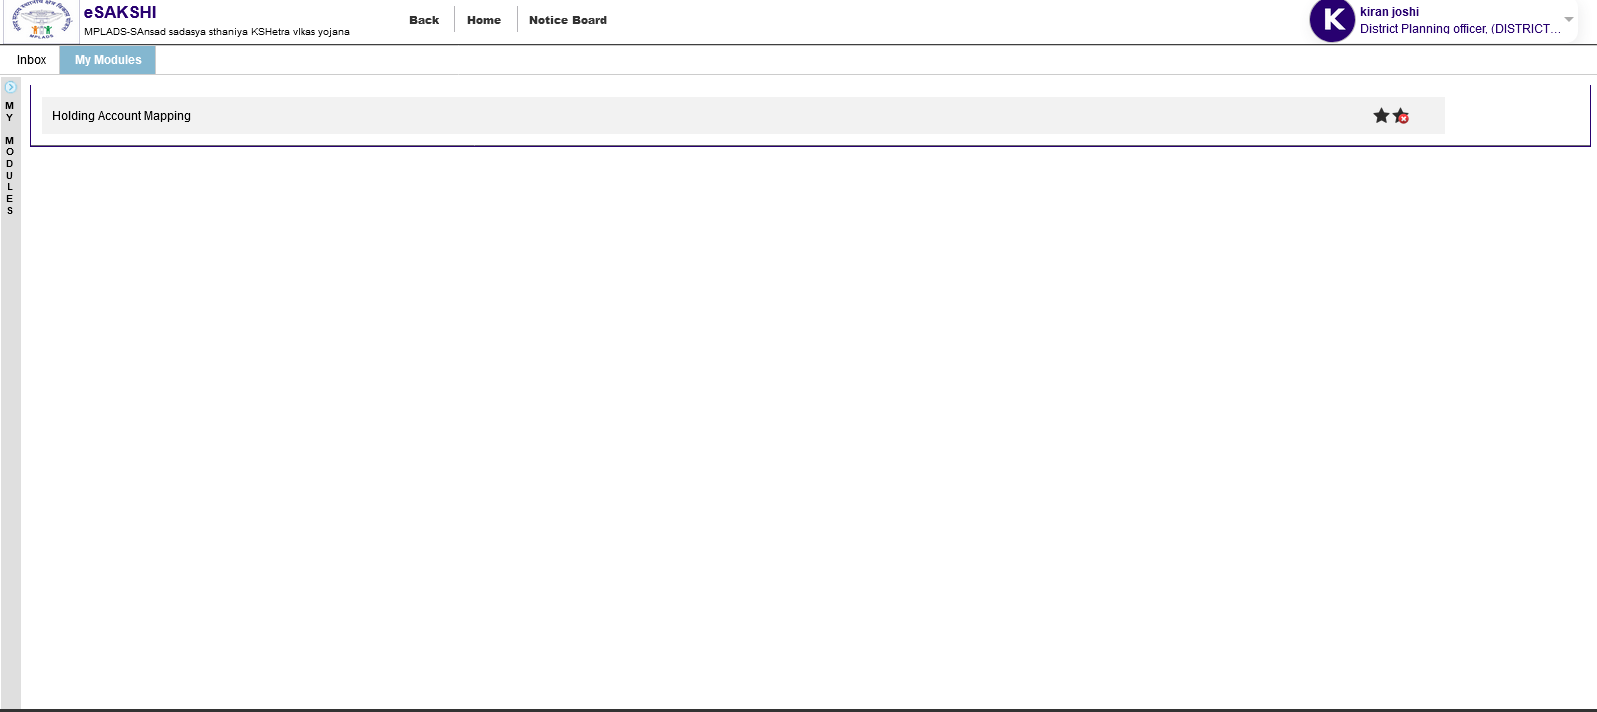 eSAKSHI
MPLADS-SAnsad sadasya sthaniya KSHetra vIkas yojana
Back
Home
Notice Board
K
kiran joshi
District Planning officer, (DISTRICT...
Inbox
My Modules
MY MODULES
Holding Account Mapping
MPLADS